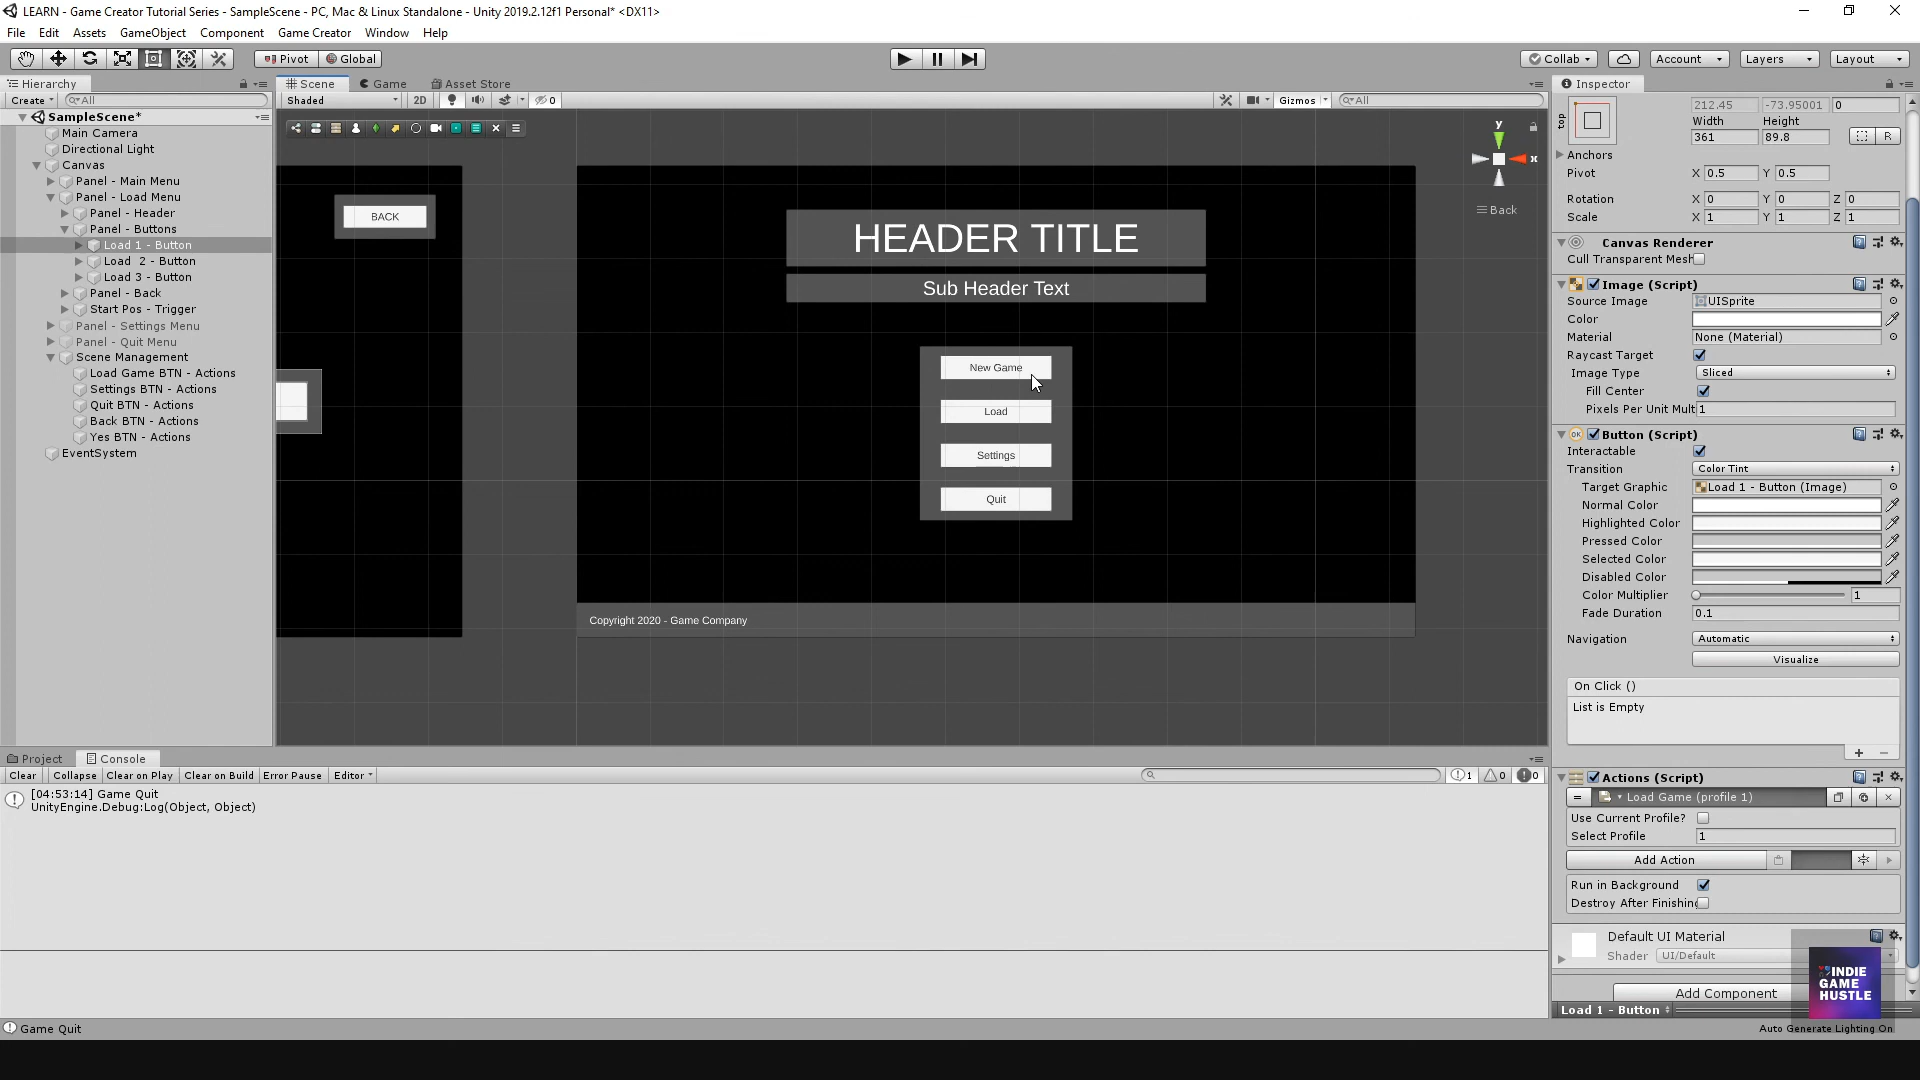 LEARN - Game Creator Tutorial Series - SampleScene - PC, Mac & Linux Standalone - Unity 2019.2.12f1 Personal* <DX11>
File Edit Assets GameObject Component Game Creator Window Help
Pivot Global Collab Account Layers Layout
Hierarchy Scene Game Asset Store Inspector
Create All Shaded 2D 0 Gizmos All
SampleScene*
Main Camera
Directional Light
Canvas
Panel - Main Menu
Panel - Load Menu
Panel - Header
Panel - Buttons
Load 1 - Button
Load 2 - Button
Load 3 - Button
Panel - Back
Start Pos - Trigger
Panel - Settings Menu
Panel - Quit Menu
Scene Management
Load Game BTN - Actions
Settings BTN - Actions
Quit BTN - Actions
Back BTN - Actions
Yes BTN - Actions
EventSystem
BACK
HEADER TITLE
Sub Header Text
New Game
Load
Settings
Quit
Copyright 2020 - Game Company
y
x
Back
top
212.45 -73.95001 0
Width Height
361 89.8 R
Anchors
Pivot X 0.5 Y 0.5
Rotation X 0 Y 0 Z 0
Scale X 1 Y 1 Z 1
Canvas Renderer
Cull Transparent Mesh
Image (Script)
Source Image UISprite
Color
Material None (Material)
Raycast Target
Image Type Sliced
Fill Center
Pixels Per Unit Mult 1
OK Button (Script)
Interactable
Transition Color Tint
Target Graphic Load 1 - Button (Image)
Normal Color
Highlighted Color
Pressed Color
Selected Color
Disabled Color
Color Multiplier 1
Fade Duration 0.1
Navigation Automatic
Visualize
On Click ()
List is Empty
Actions (Script)
Load Game (profile 1)
Use Current Profile?
Select Profile 1
Add Action
Run in Background
Destroy After Finishing
Default UI Material
Shader UI/Default
Add Component
Load 1 - Button
INDIE
GAME
HUSTLE
Auto Generate Lighting On
Project Console
Clear Collapse Clear on Play Clear on Build Error Pause Editor 1 0 0
[04:53:14] Game Quit
UnityEngine.Debug:Log(Object, Object)
Game Quit